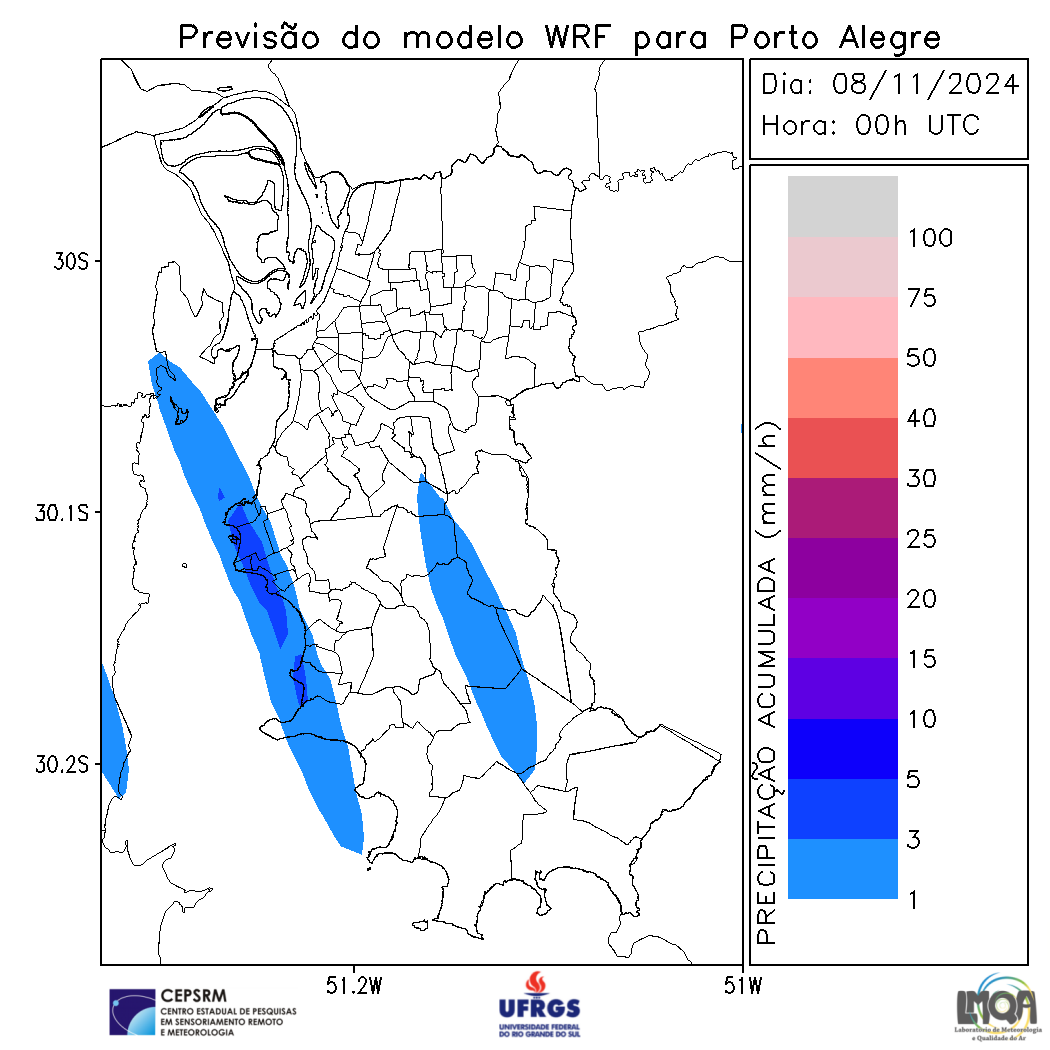 Previsão do modelo WRF para Porto Alegre
Dia: 08/11/2024
Hora: 00h UTC
30S
30.1S
30.2S
51.2W
51W
PRECIPITAÇÃO ACUMULADA (mm/h)
100
75
50
40
30
25
20
15
10
5
3
1
CEPSRM
CENTRO ESTADUAL DE PESQUISAS
EM SENSORIAMENTO REMOTO
E METEOROLOGIA
UFRGS
UNIVERSIDADE FEDERAL
DO RIO GRANDE DO SUL
LMQA
Laboratório de Meteorologia
e Qualidade do Ar